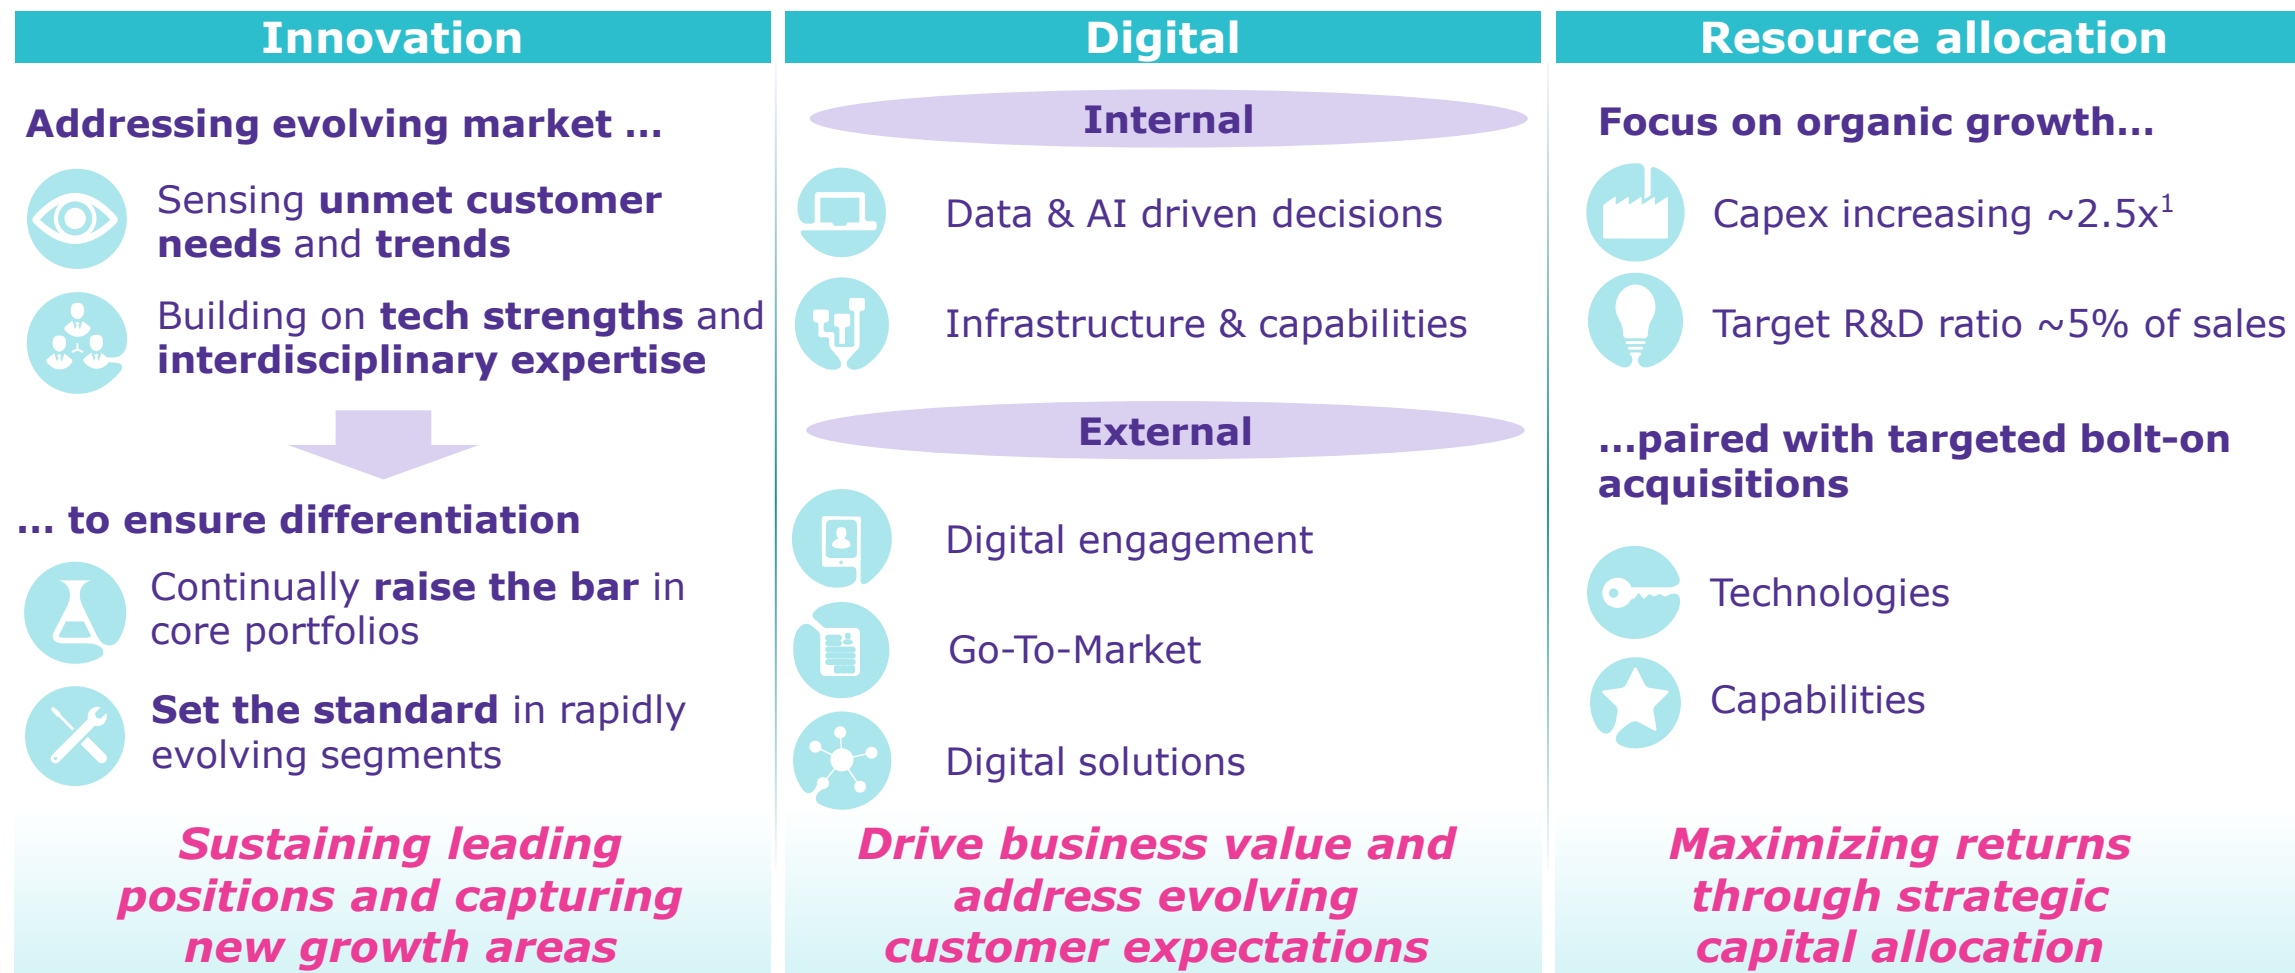 Innovation
Addressing evolving market ...
Sensing unmet customer
needs and trends
Building on tech strengths and
interdisciplinary expertise
... to ensure differentiation
Continually raise the bar in
core portfolios
Set the standard in rapidly
evolving segments
Sustaining leading
positions and capturing
new growth areas
Digital
Internal
Data & AI driven decisions
Infrastructure & capabilities
External
Digital engagement
Go-To-Market
Digital solutions
Drive business value and
address evolving
customer expectations
Resource allocation
Focus on organic growth…
Capex increasing ~2.5x¹
Target R&D ratio ~5% of sales
…paired with targeted bolt-on
acquisitions
Technologies
Capabilities
Maximizing returns
through strategic
capital allocation